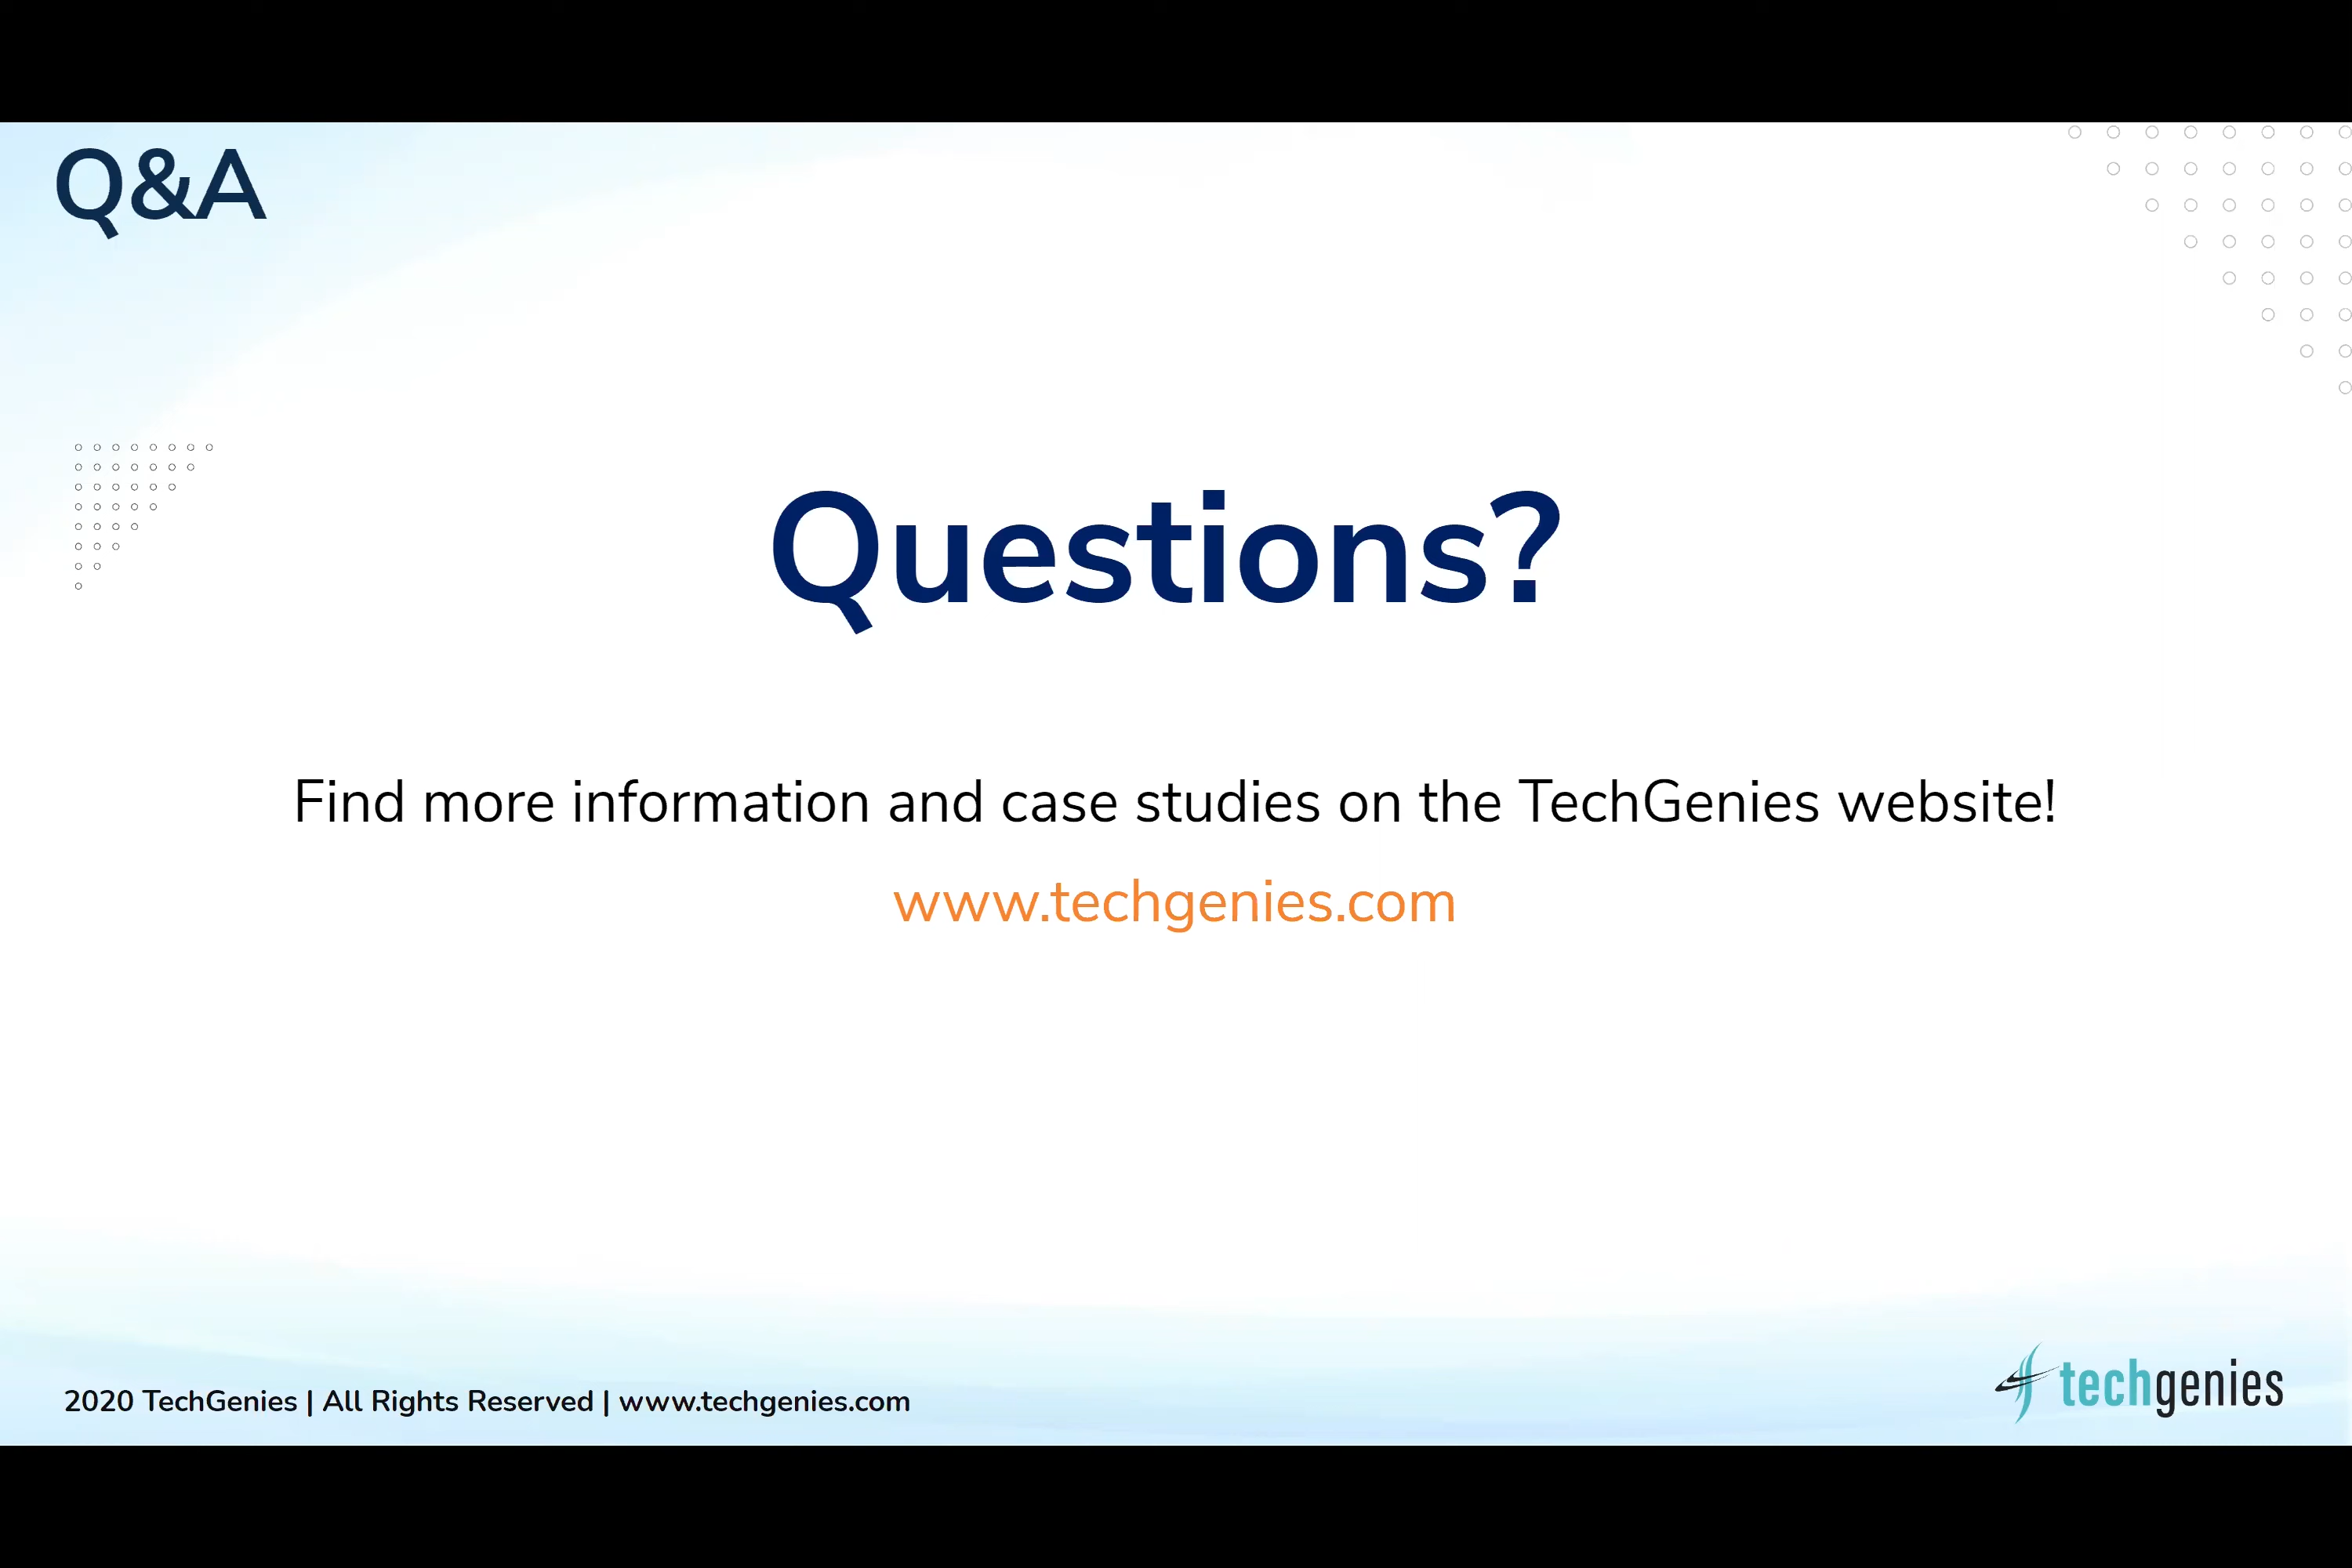 Q&A
Questions?
Find more information and case studies on the TechGenies website!
www.techgenies.com
2020 TechGenies | All Rights Reserved | www.techgenies.com
techgenies